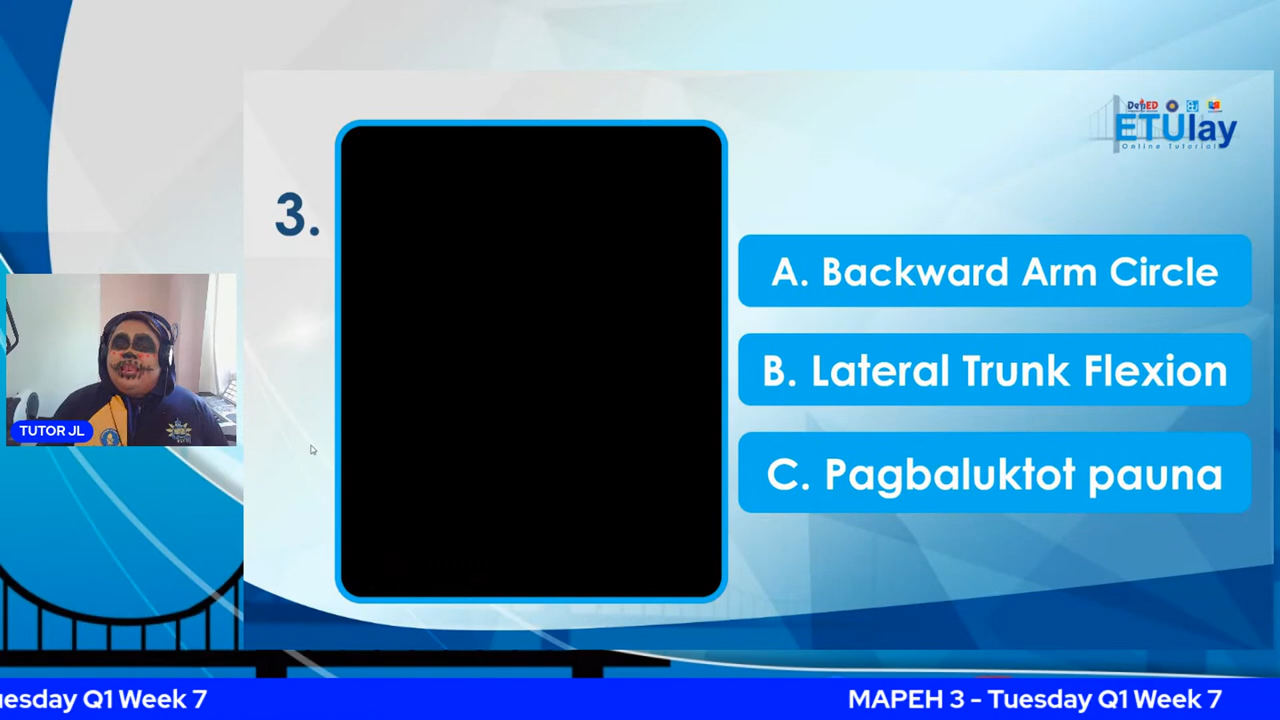 DepED
ETUlay
Online Tutorial
3.
A. Backward Arm Circle
B. Lateral Trunk Flexion
C. Pagbaluktot pauna
TUTOR JL
uesday Q1 Week 7
MAPEH 3 - Tuesday Q1 Week 7